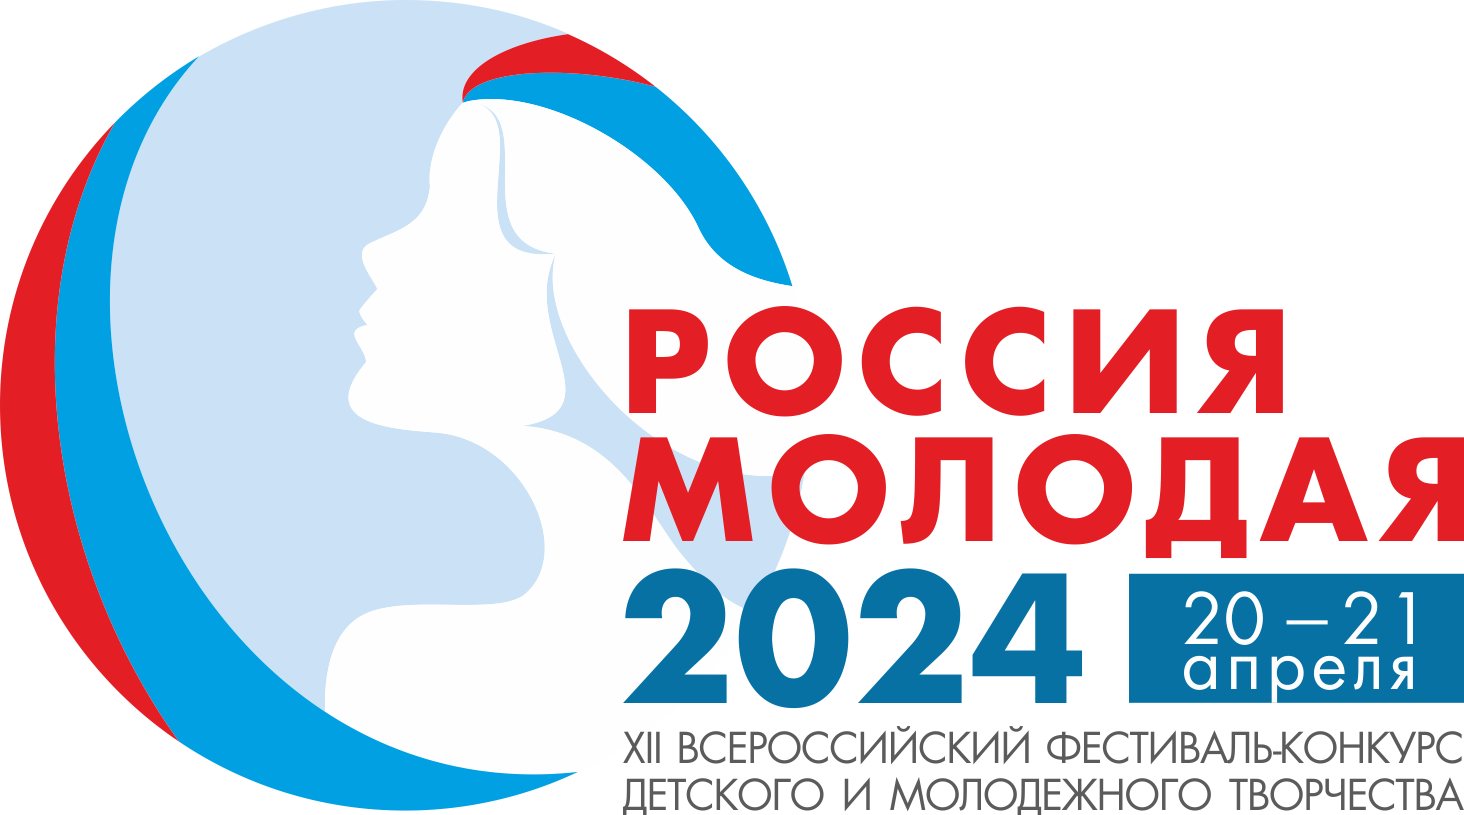 РОССИЯ
МОЛОДАЯ
2024
20 – 21
апреля
XII ВСЕРОССИЙСКИЙ ФЕСТИВАЛЬ-КОНКУРС
ДЕТСКОГО И МОЛОДЕЖНОГО ТВОРЧЕСТВА